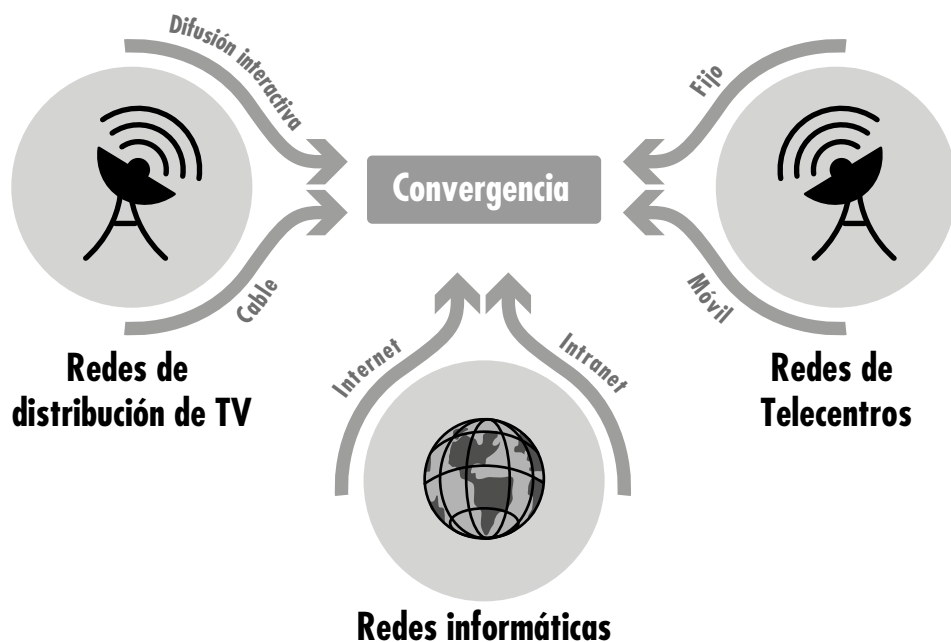 Difusión interactiva
Fijo
Convergencia
Cable
Móvil
Internet
Intranet
Redes de
distribución de TV
Redes de
Telecentros
Redes informáticas